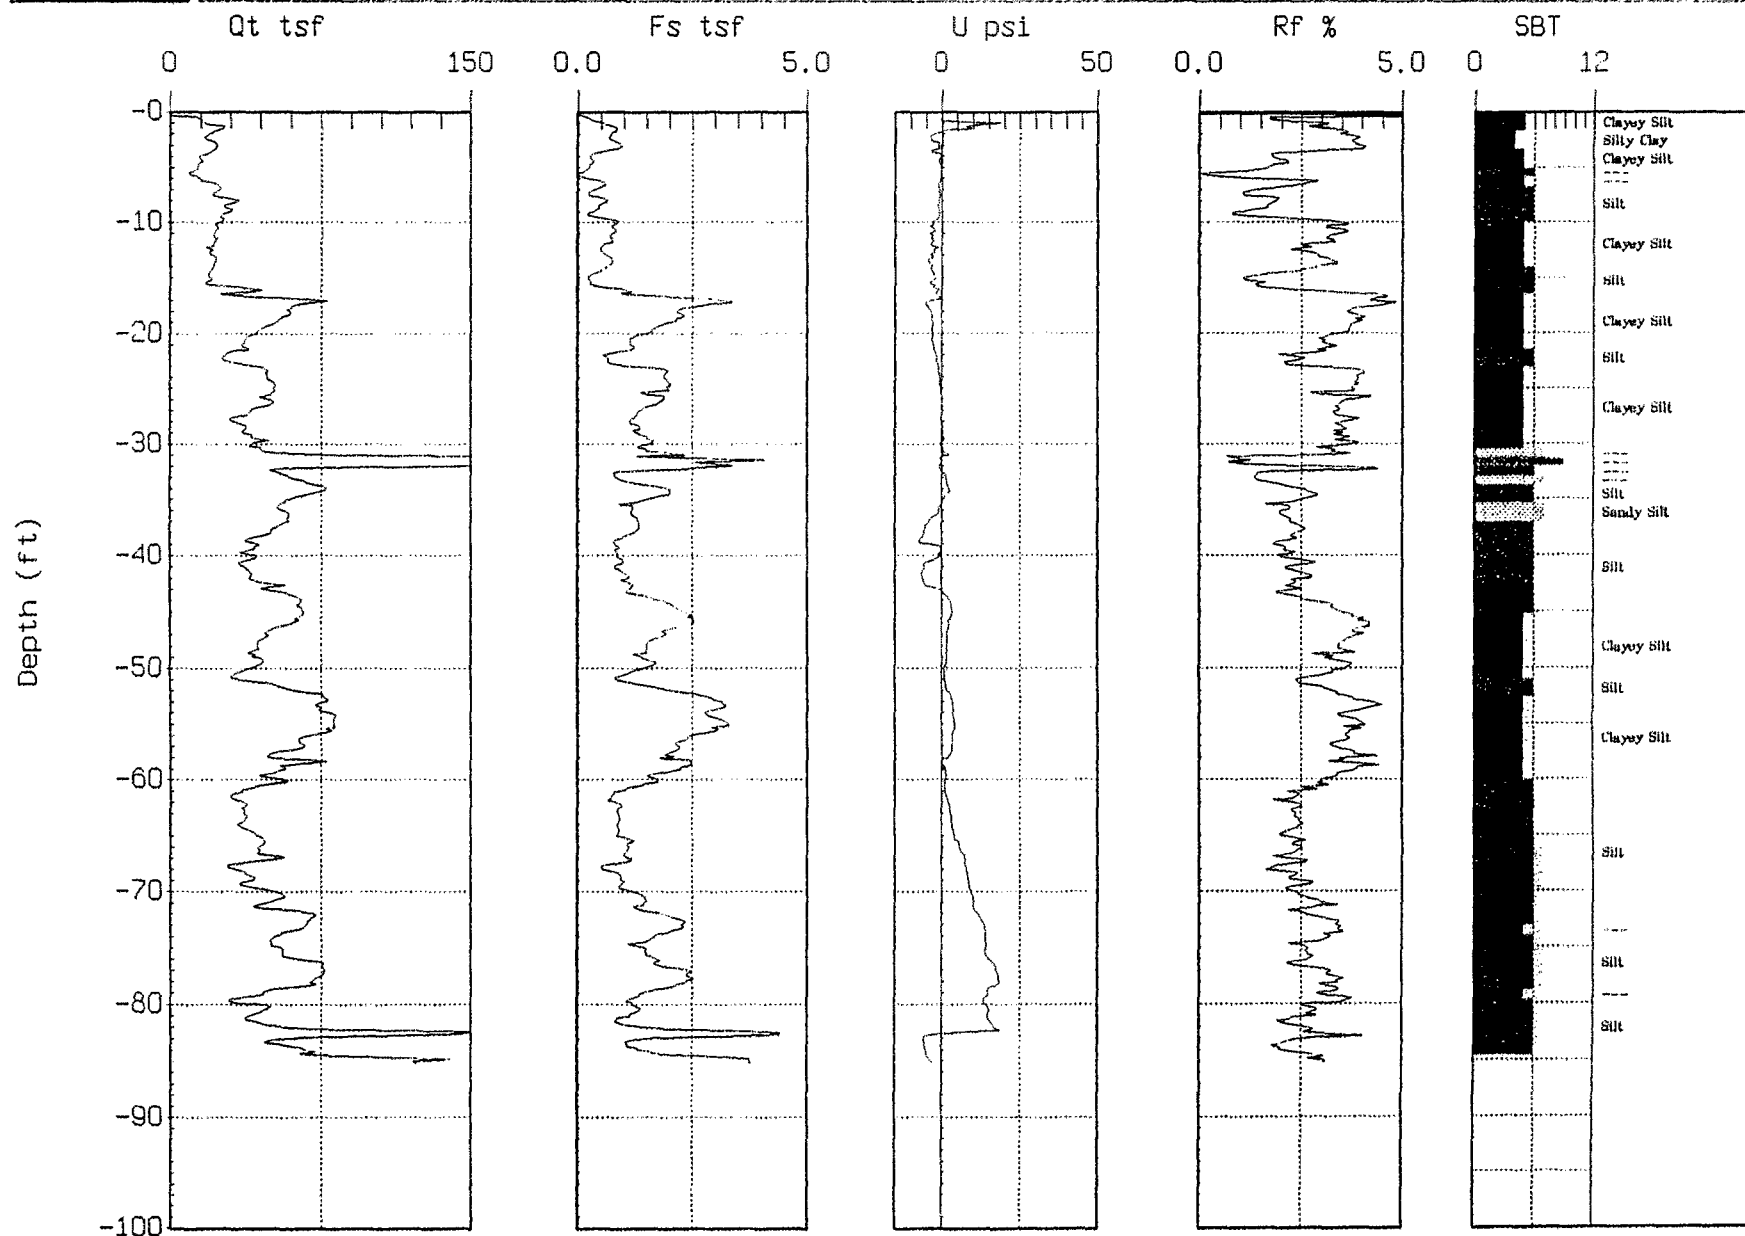 Qt tsf Fs tsf U psi Rf % SBT
0 150 0.0 5.0 0 50 0.0 5.0 0 12
-0
Clayey Silt
Silty Clay
Clayey Silt
Silt
-10
Clayey Silt
Silt
Clayey Silt
-20
Silt
Clayey Silt
-30
Silt
Sandy Silt
-40
Silt
Depth (ft)
Clayey Silt
-50
Silt
Clayey Silt
-60
Silt
-70
Silt
-80
Silt
-90
-100